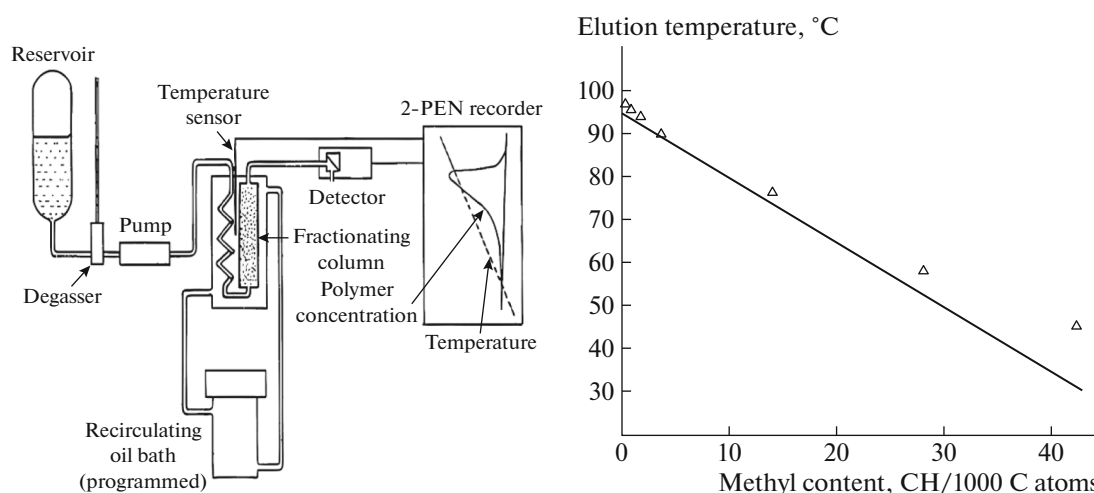 Reservoir
Temperature
sensor
2-PEN recorder
Detector
Pump
Fractionating
column
Degasser
Polymer
concentration
Temperature
Recirculating
oil bath
(programmed)
Elution temperature, °C
100
90
80
70
60
50
40
30
0
10
20
30
40
Methyl content, CH/1000 C atoms